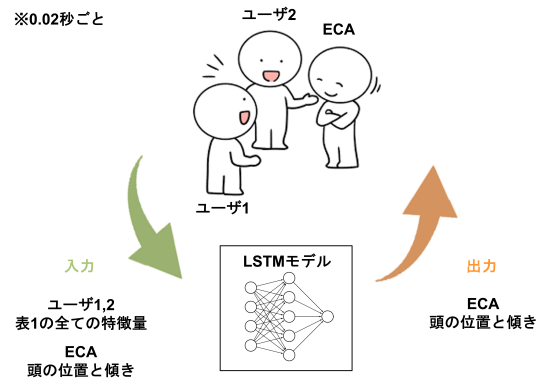 ※0.02秒ごと
ユーザ2
ECA
ユーザ1
入力
ユーザ1,2
表1の全ての特徴量
ECA
頭の位置と傾き
LSTMモデル
出力
ECA
頭の位置と傾き